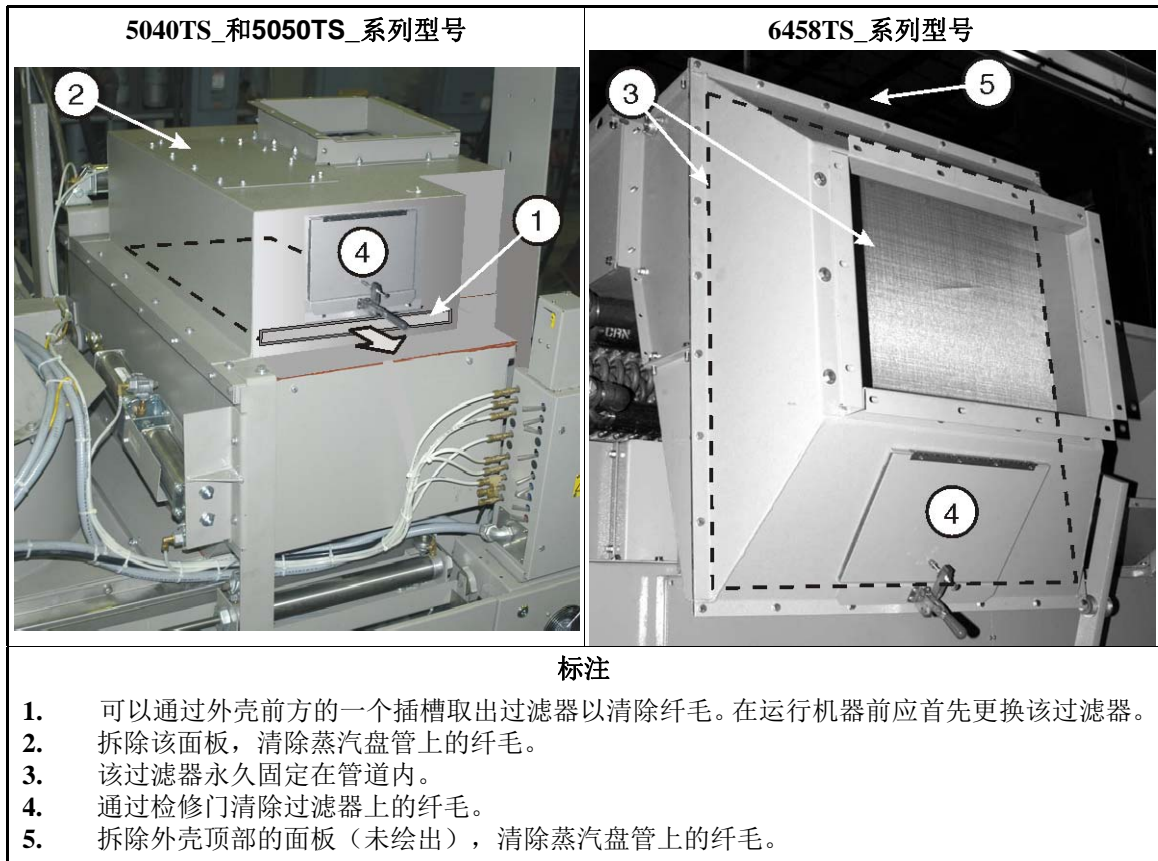 5040TS_和5050TS_系列型号
6458TS_系列型号
2
1
4
3
5
4
标注
1. 可以通过外壳前方的一个插槽取出过滤器以清除纤毛。在运行机器前应首先更换该过滤器。
2. 拆除该面板，清除蒸汽盘管上的纤毛。
3. 该过滤器永久固定在管道内。
4. 通过检修门清除过滤器上的纤毛。
5. 拆除外壳顶部的面板（未绘出），清除蒸汽盘管上的纤毛。